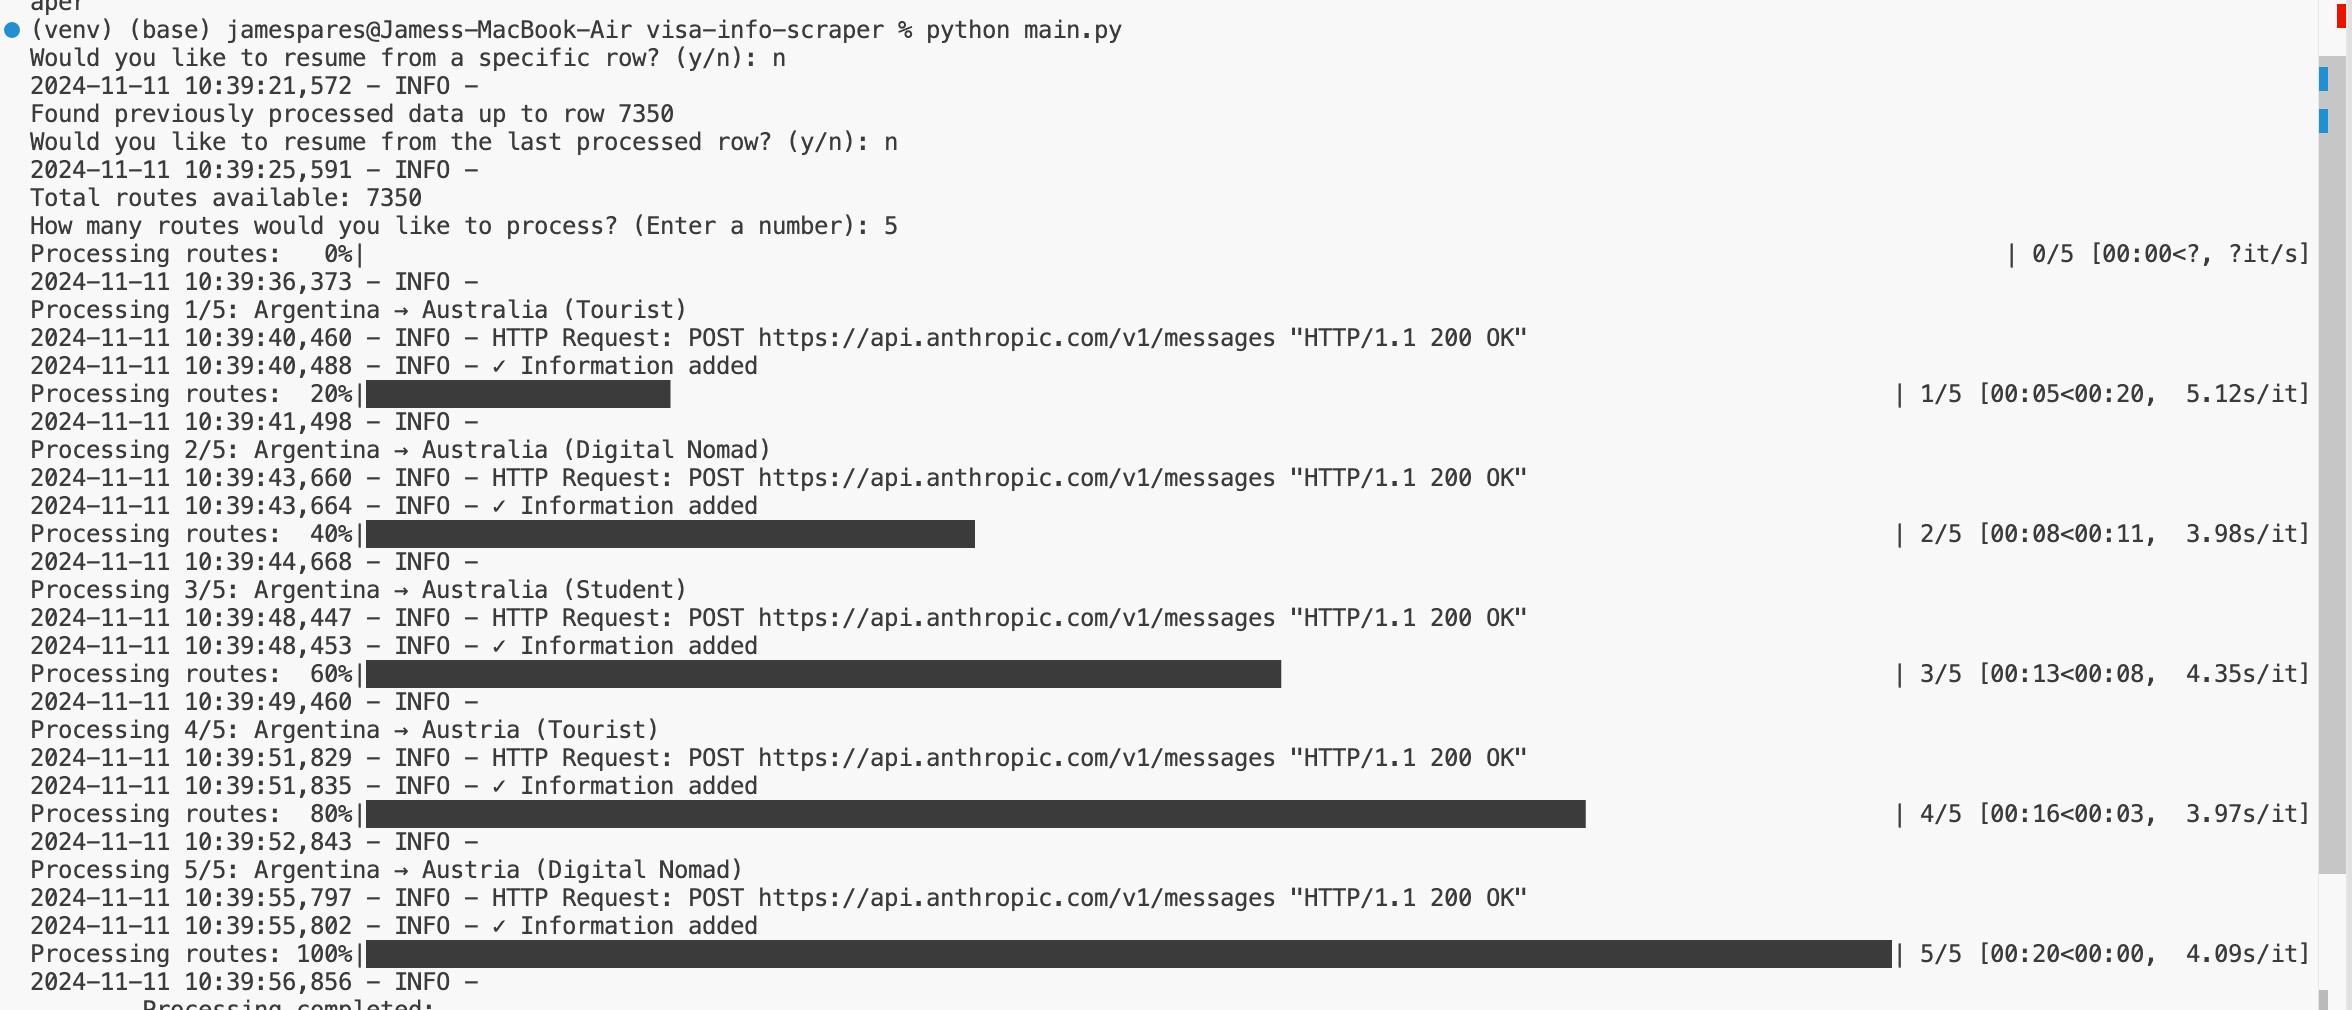 aper
(venv) (base) jamespares@Jamess-MacBook-Air visa-info-scraper % python main.py
Would you like to resume from a specific row? (y/n): n
2024-11-11 10:39:21,572 - INFO -
Found previously processed data up to row 7350
Would you like to resume from the last processed row? (y/n): n
2024-11-11 10:39:25,591 - INFO -
Total routes available: 7350
How many routes would you like to process? (Enter a number): 5
Processing routes:   0%| | 0/5 [00:00<?, ?it/s]
2024-11-11 10:39:36,373 - INFO -
Processing 1/5: Argentina → Australia (Tourist)
2024-11-11 10:39:40,460 - INFO - HTTP Request: POST https://api.anthropic.com/v1/messages "HTTP/1.1 200 OK"
2024-11-11 10:39:40,488 - INFO - ✓ Information added
Processing routes:  20%| | 1/5 [00:05<00:20,  5.12s/it]
2024-11-11 10:39:41,498 - INFO -
Processing 2/5: Argentina → Australia (Digital Nomad)
2024-11-11 10:39:43,660 - INFO - HTTP Request: POST https://api.anthropic.com/v1/messages "HTTP/1.1 200 OK"
2024-11-11 10:39:43,664 - INFO - ✓ Information added
Processing routes:  40%| | 2/5 [00:08<00:11,  3.98s/it]
2024-11-11 10:39:44,668 - INFO -
Processing 3/5: Argentina → Australia (Student)
2024-11-11 10:39:48,447 - INFO - HTTP Request: POST https://api.anthropic.com/v1/messages "HTTP/1.1 200 OK"
2024-11-11 10:39:48,453 - INFO - ✓ Information added
Processing routes:  60%| | 3/5 [00:13<00:08,  4.35s/it]
2024-11-11 10:39:49,460 - INFO -
Processing 4/5: Argentina → Austria (Tourist)
2024-11-11 10:39:51,829 - INFO - HTTP Request: POST https://api.anthropic.com/v1/messages "HTTP/1.1 200 OK"
2024-11-11 10:39:51,835 - INFO - ✓ Information added
Processing routes:  80%| | 4/5 [00:16<00:03,  3.97s/it]
2024-11-11 10:39:52,843 - INFO -
Processing 5/5: Argentina → Austria (Digital Nomad)
2024-11-11 10:39:55,797 - INFO - HTTP Request: POST https://api.anthropic.com/v1/messages "HTTP/1.1 200 OK"
2024-11-11 10:39:55,802 - INFO - ✓ Information added
Processing routes: 100%| | 5/5 [00:20<00:00,  4.09s/it]
2024-11-11 10:39:56,856 - INFO -
Processing completed: